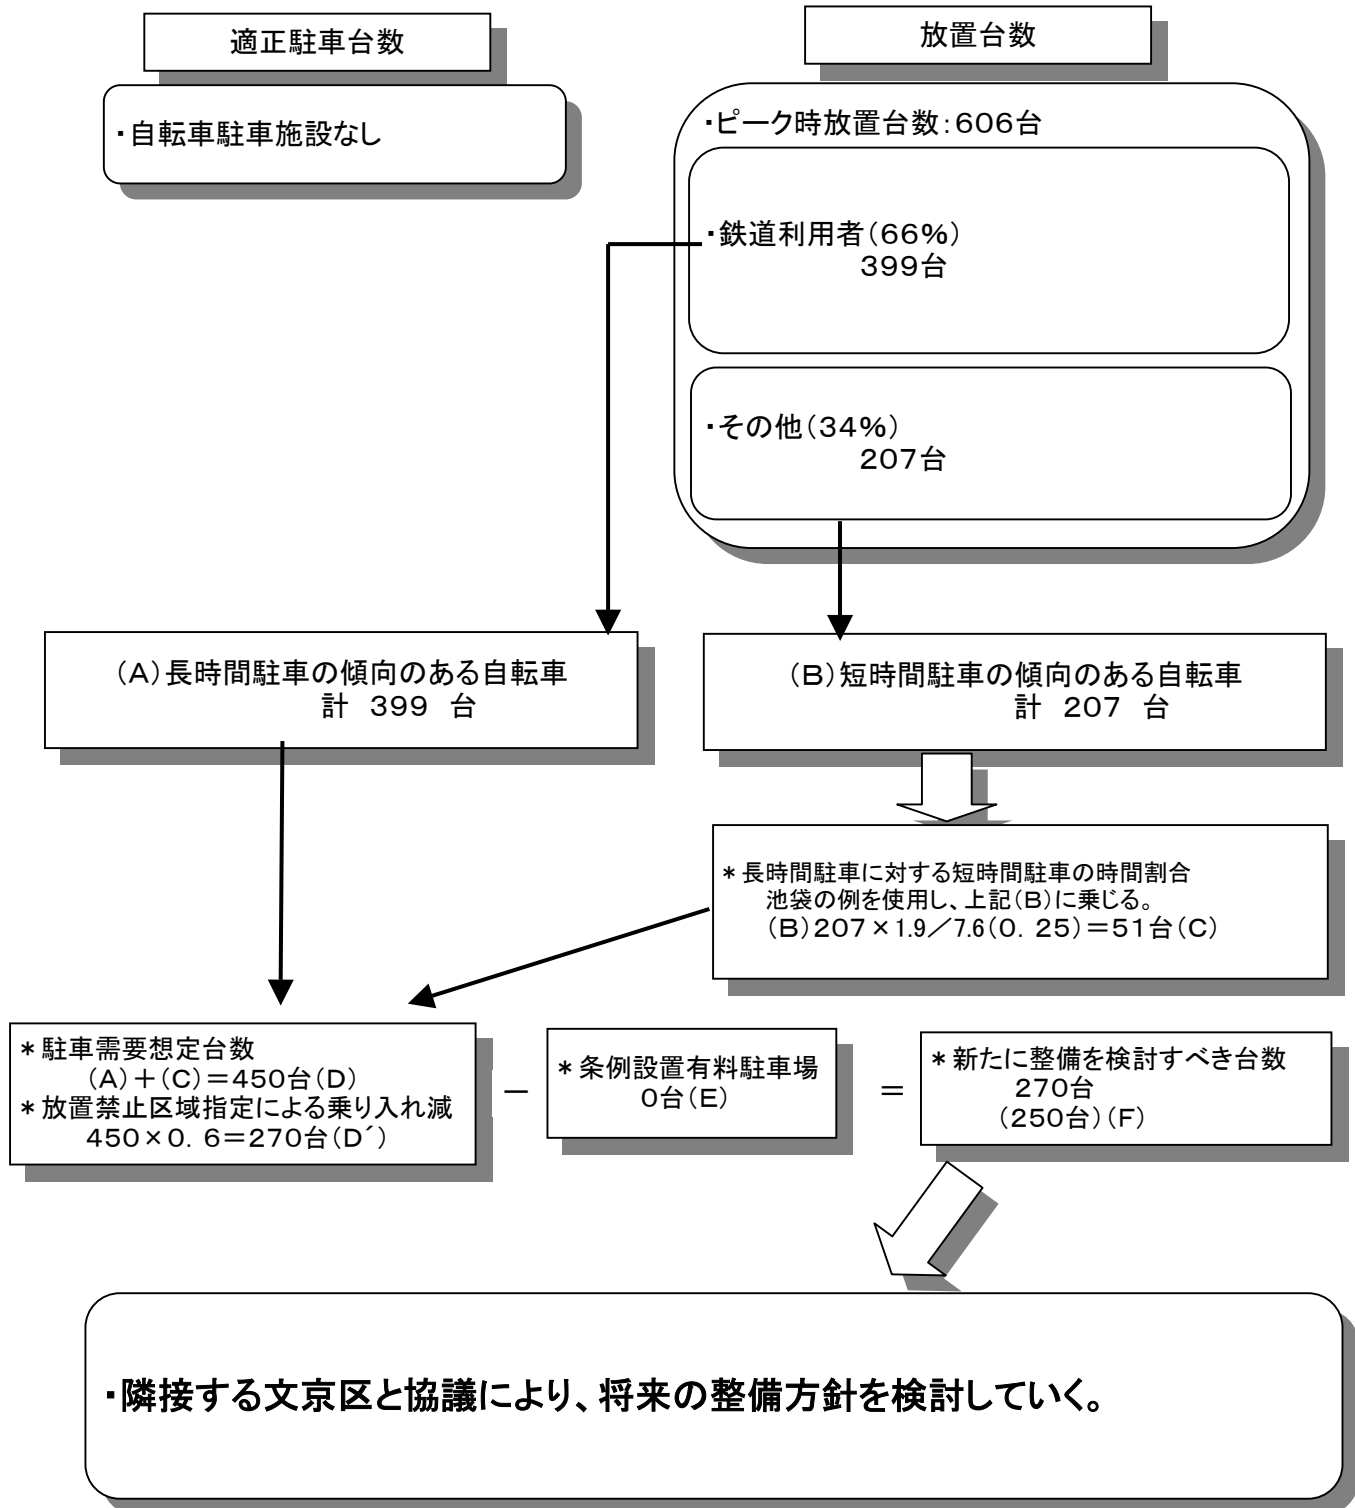 適正駐車台数
放置台数
・自転車駐車施設なし
・ピーク時放置台数：606台
・鉄道利用者（66%）
399台
・その他（34%）
207台
（A）長時間駐車の傾向のある自転車
計 399 台
（B）短時間駐車の傾向のある自転車
計 207 台
＊長時間駐車に対する短時間駐車の時間割合
池袋の例を使用し、上記（B）に乗じる。
（B）207×1.9／7.6（0．25）＝51台（C）
＊駐車需要想定台数
（A）＋（C）＝450台（D）
＊放置禁止区域指定による乗り入れ減
450×0．6＝270台（D´）
－
＊条例設置有料駐車場
0台（E）
＝
＊新たに整備を検討すべき台数
270台
（250台）（F）
・隣接する文京区と協議により、将来の整備方針を検討していく。